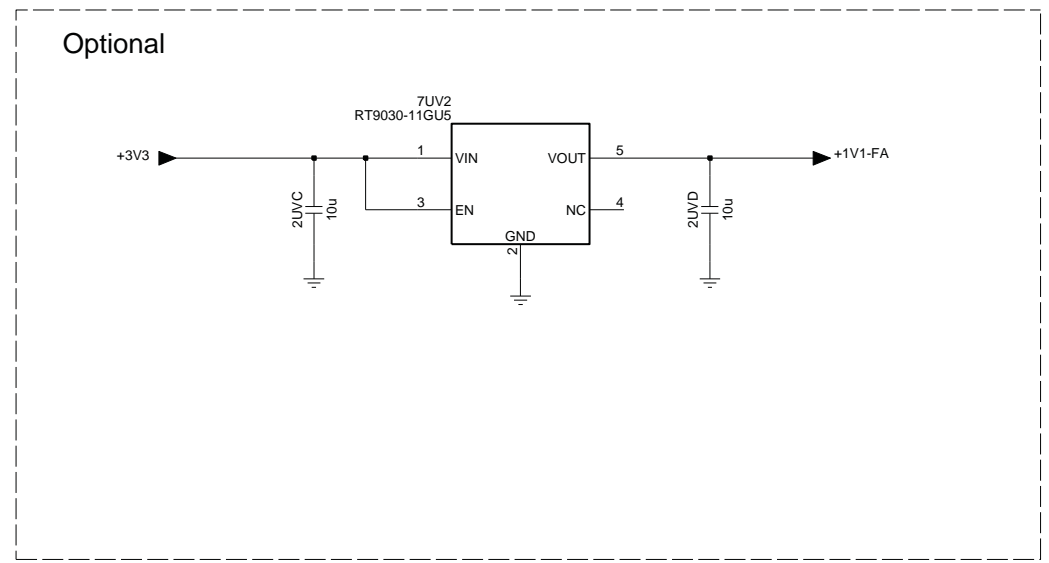 Optional
7UV2
RT9030-11GU5
+3V3
1
VIN
VOUT
5
+1V1-FA
2UVC
10u
3
EN
NC
4
2UVD
10u
GND
2